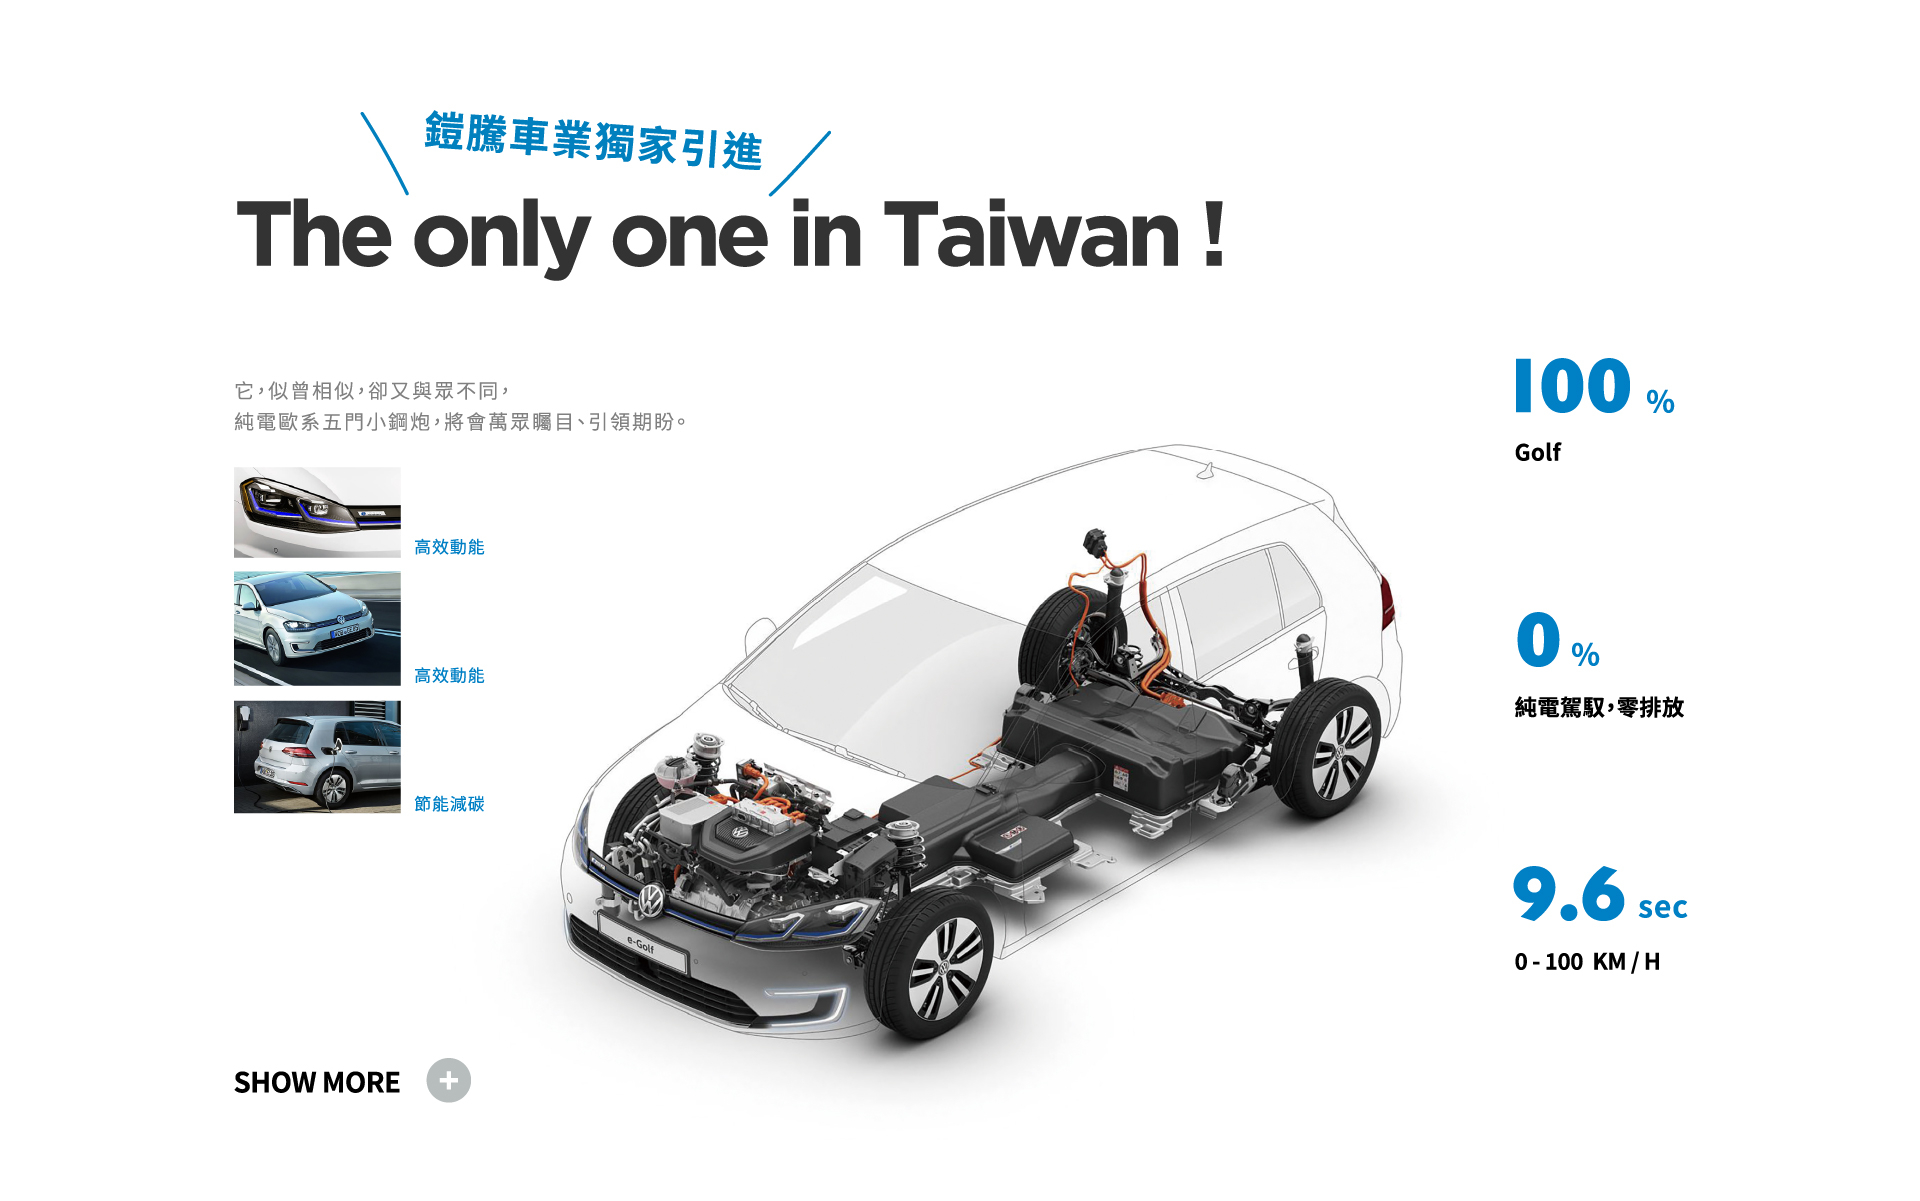 鎧騰車業獨家引進
The only one in Taiwan !
它，似曾相似，卻又與眾不同，
純電歐系五門小鋼炮，將會萬眾矚目、引領期盼。
高效動能
高效動能
節能減碳
e-Golf
100 %
Golf
0 %
純電駕馭，零排放
9.6 sec
0 - 100 KM / H
SHOW MORE